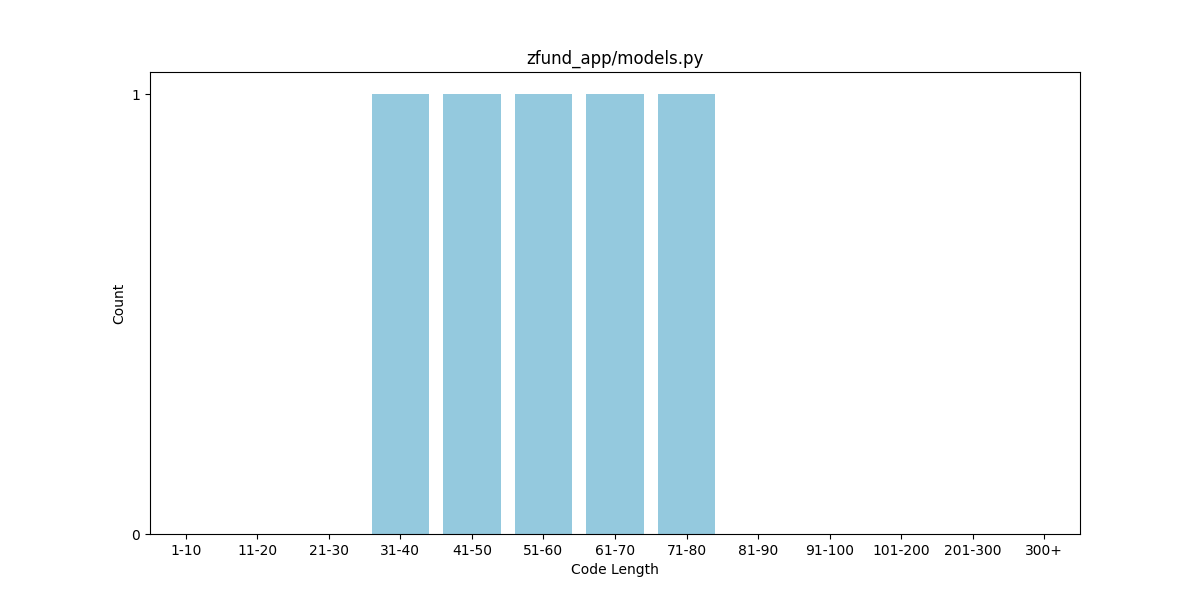 zfund_app/models.py
1
Count
0
1-10 11-20 21-30 31-40 41-50 51-60 61-70 71-80 81-90 91-100 101-200 201-300 300+
Code Length